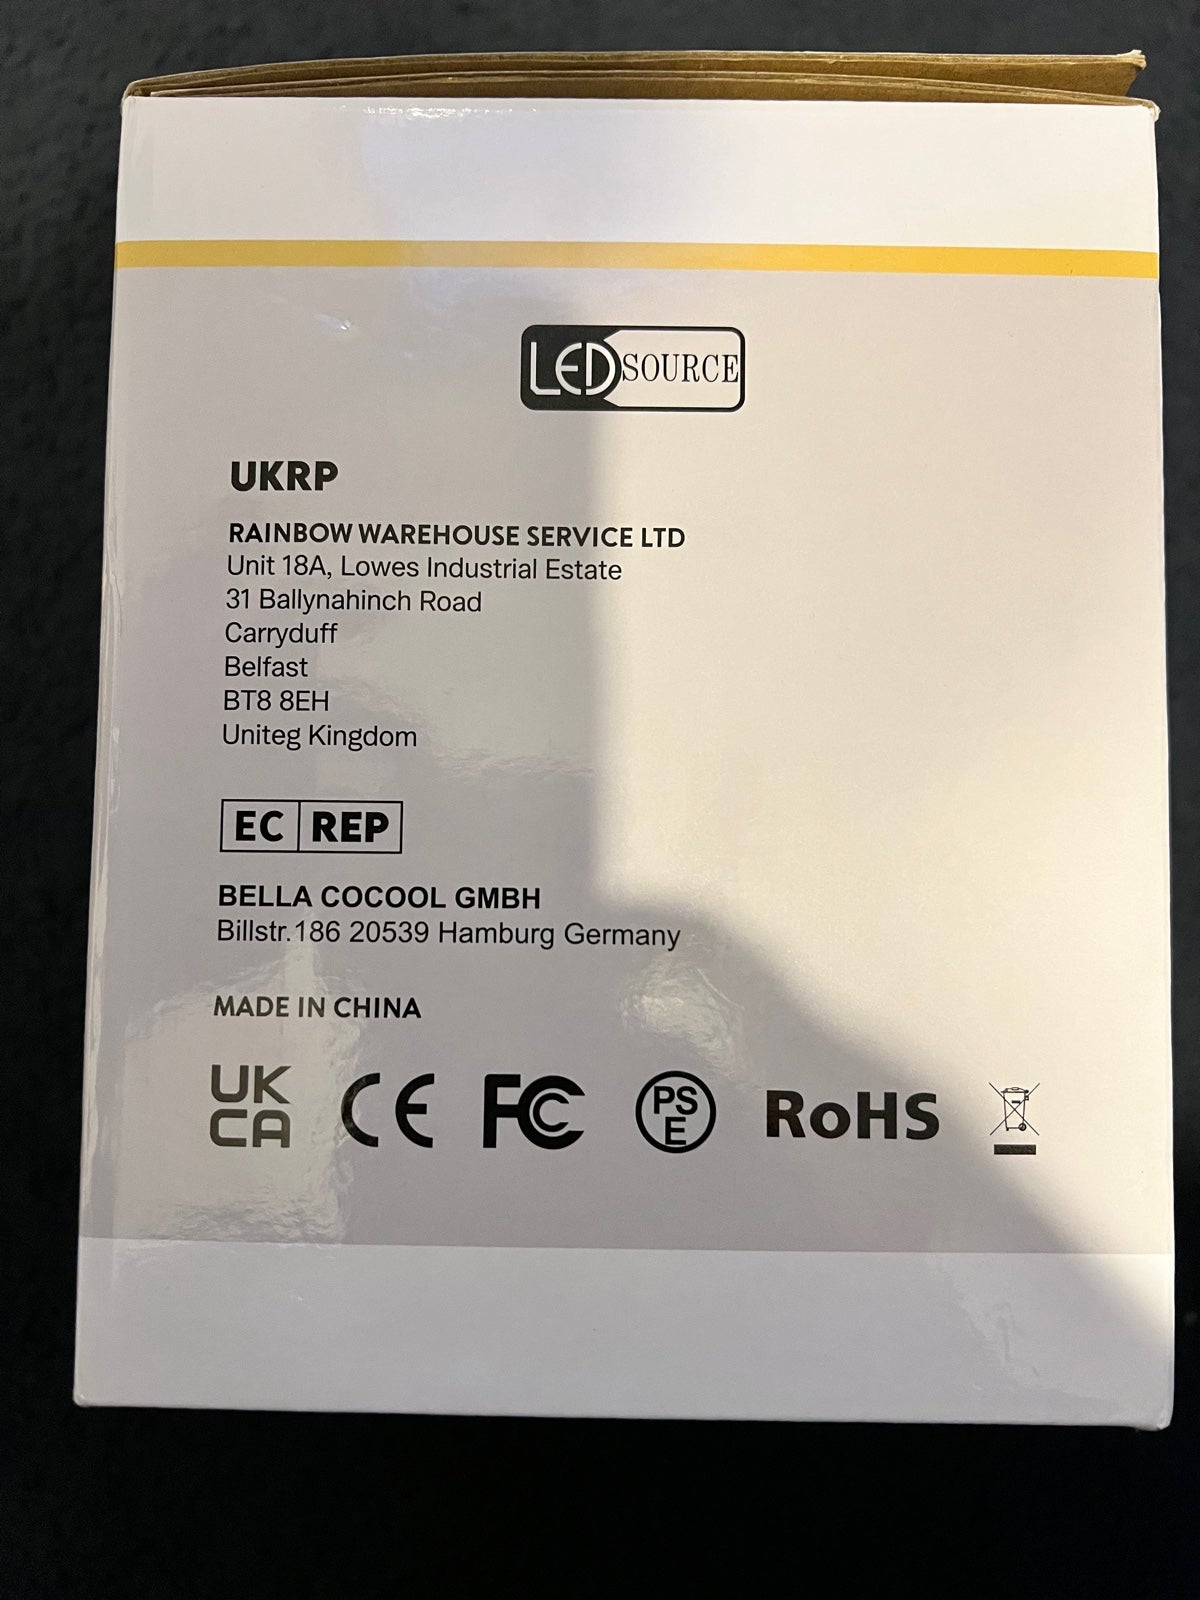 LED SOURCE
UKRP
RAINBOW WAREHOUSE SERVICE LTD
Unit 18A, Lowes Industrial Estate
31 Ballynahinch Road
Carryduff
Belfast
BT8 8EH
Uniteg Kingdom
EC REP
BELLA COCOOL GMBH
Billstr.186 20539 Hamburg Germany
MADE IN CHINA
UK CA CE FC PSE RoHS